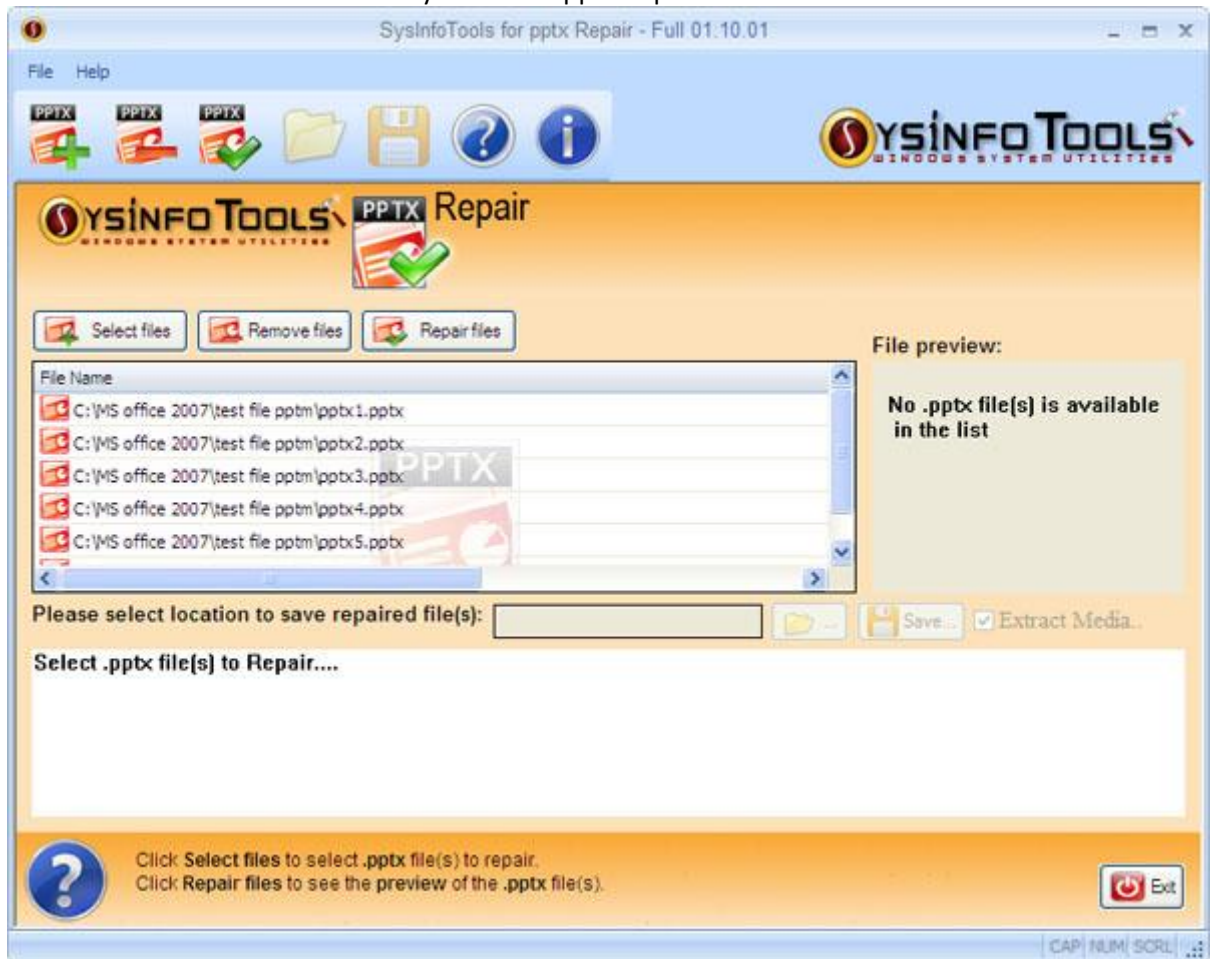 SysInfoTools for pptx Repair - Full 01.10.01
File Help
PPTX PPTX PPTX
SYSINFO TOOLS
WINDOWS SYSTEM UTILITIES
SYSINFO TOOLS PPTX Repair
WINDOWS SYSTEM UTILITIES
Select files Remove files Repair files
File preview:
File Name
No .pptx file(s) is available
in the list
C:\MS office 2007\test file pptm\pptx1.pptx
C:\MS office 2007\test file pptm\pptx2.pptx
C:\MS office 2007\test file pptm\pptx3.pptx
C:\MS office 2007\test file pptm\pptx4.pptx
C:\MS office 2007\test file pptm\pptx5.pptx
PPTX
Please select location to save repaired file(s): ... Save... Extract Media..
Select .pptx file(s) to Repair....
Click Select files to select .pptx file(s) to repair.
Click Repair files to see the preview of the .pptx file(s).
Exit
CAP NUM SCRL